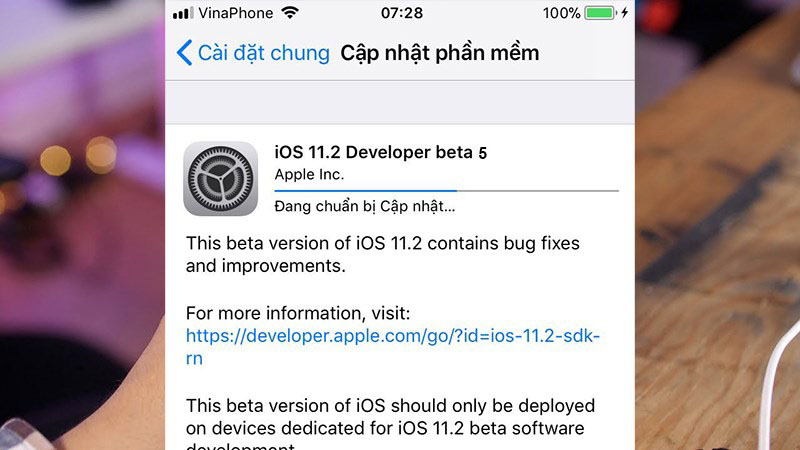 VinaPhone 07:28 100%
Cài đặt chung Cập nhật phần mềm
iOS 11.2 Developer beta 5
Apple Inc.
Đang chuẩn bị Cập nhật...
This beta version of iOS 11.2 contains bug fixes
and improvements.
For more information, visit:
https://developer.apple.com/go/?id=ios-11.2-sdk-
rn
This beta version of iOS should only be deployed
on devices dedicated for iOS 11.2 beta software
development.